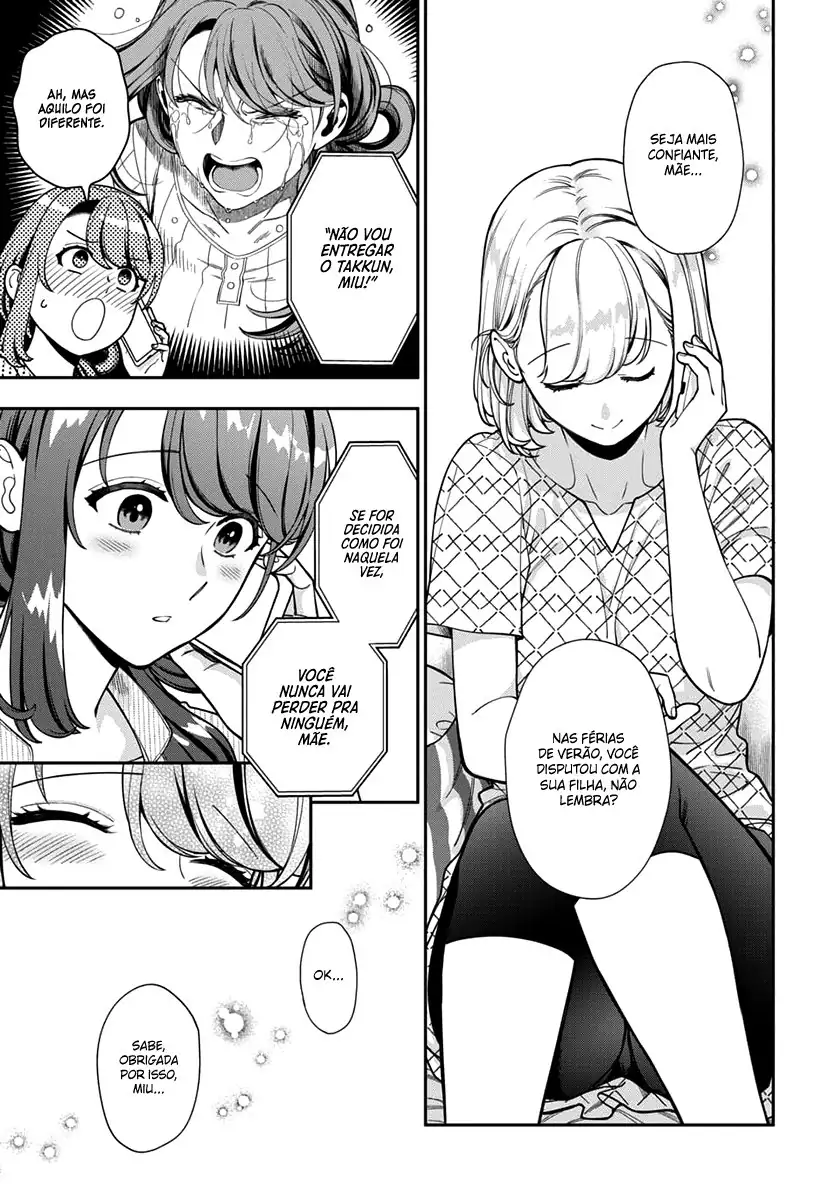 SEJA MAIS
CONFIANTE,
MÃE...
NAS FÉRIAS
DE VERÃO, VOCÊ
DISPUTOU COM A
SUA FILHA, NÃO
LEMBRA?
"NÃO VOU
ENTREGAR
O TAKKUN,
MIU!"
AH, MAS
AQUILO FOI
DIFERENTE.
SE FOR
DECIDIDA
COMO FOI
NAQUELA
VEZ,
VOCÊ
NUNCA VAI
PERDER PRA
NINGUÉM,
MÃE.
OK...
SABE,
OBRIGADA
POR ISSO,
MIU...